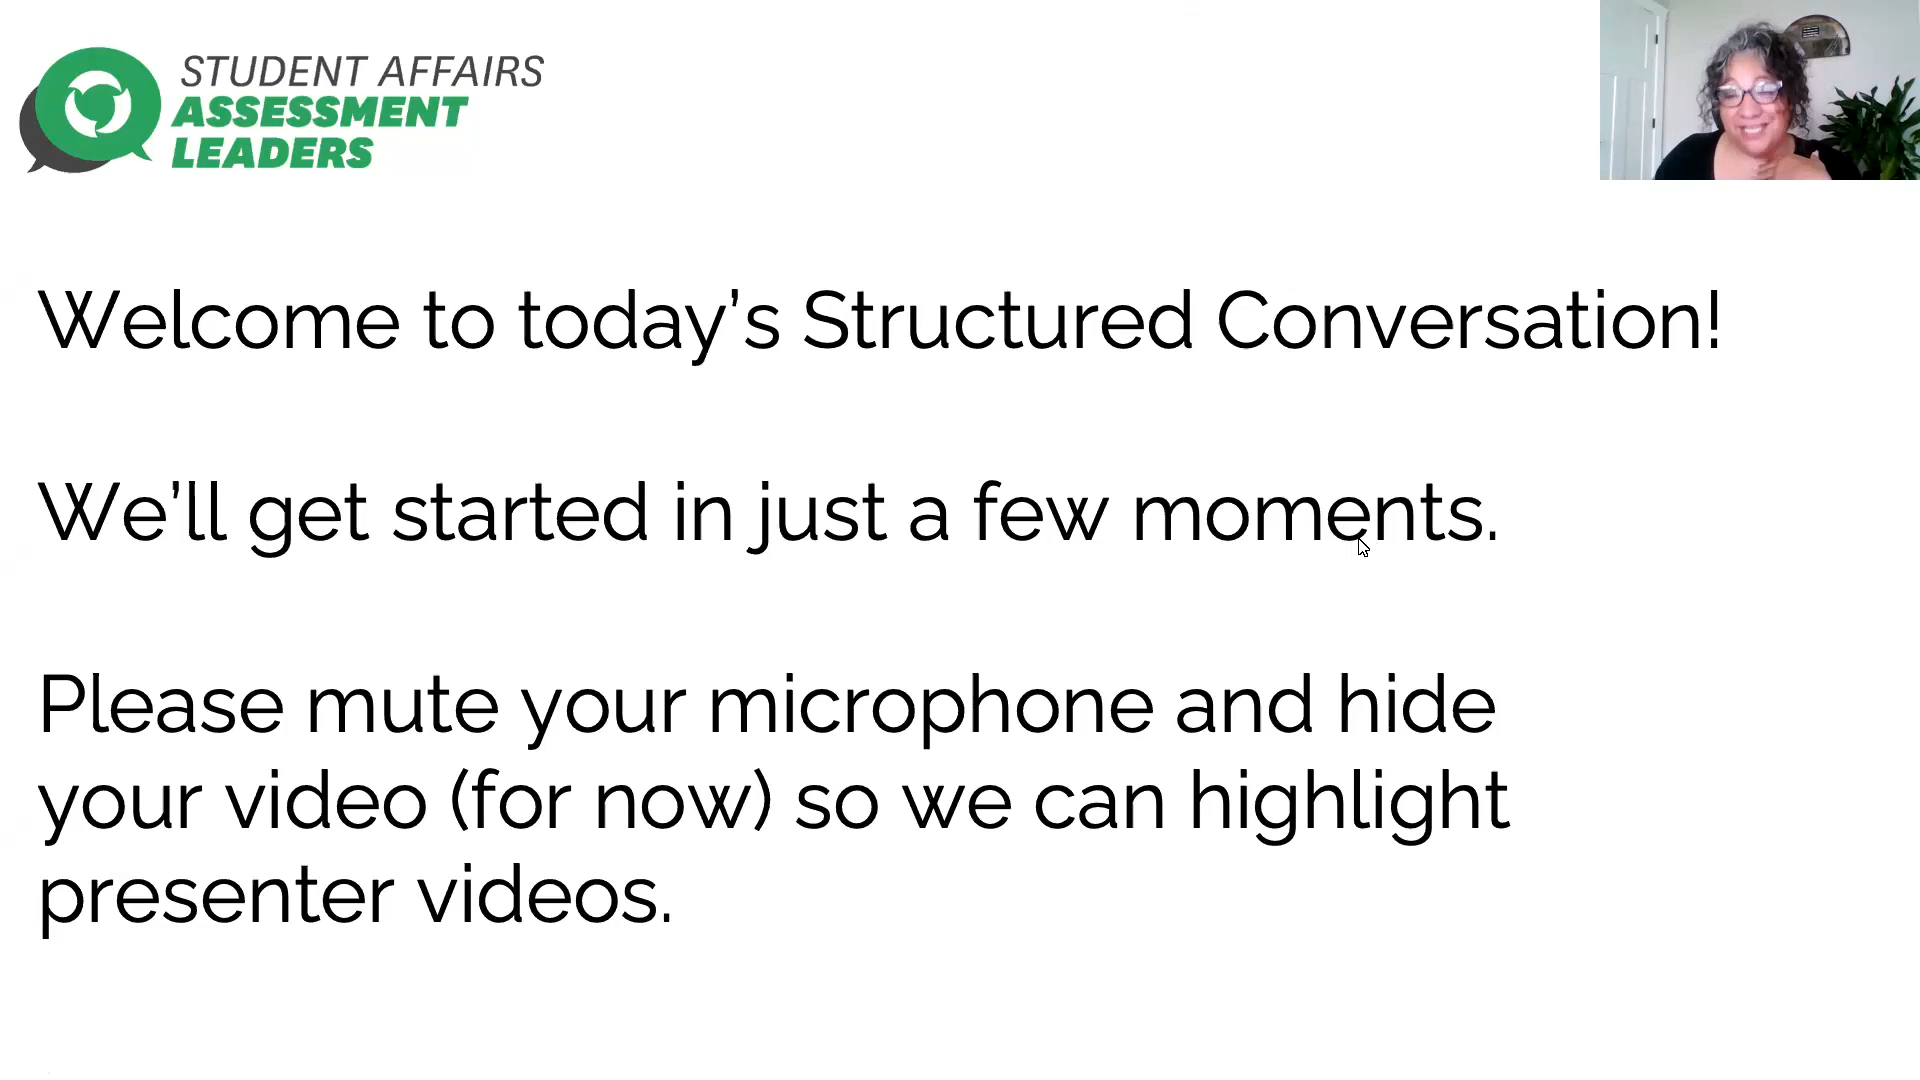 STUDENT AFFAIRS
ASSESSMENT
LEADERS
Welcome to today’s Structured Conversation!
We’ll get started in just a few moments.
Please mute your microphone and hide
your video (for now) so we can highlight
presenter videos.